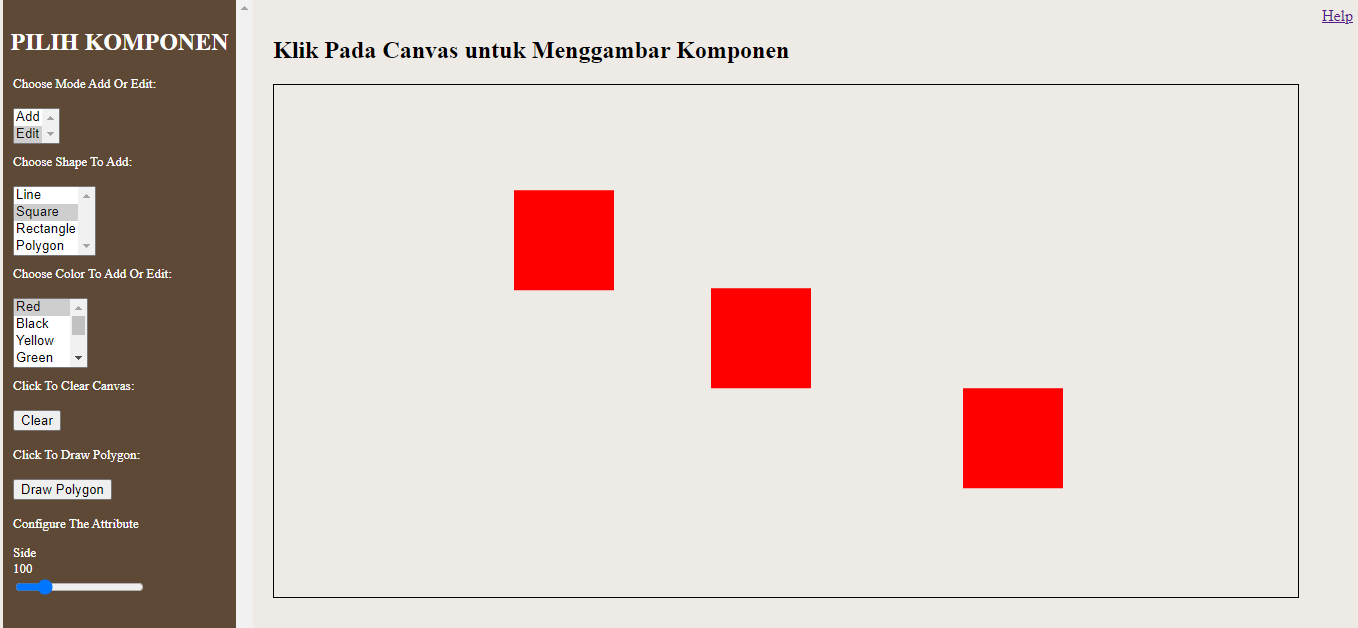 PILIH KOMPONEN
Choose Mode Add Or Edit:
Add
Edit
Choose Shape To Add:
Line
Square
Rectangle
Polygon
Choose Color To Add Or Edit:
Red
Black
Yellow
Green
Click To Clear Canvas:
Clear
Click To Draw Polygon:
Draw Polygon
Configure The Attribute
Side
100
Help
Klik Pada Canvas untuk Menggambar Komponen